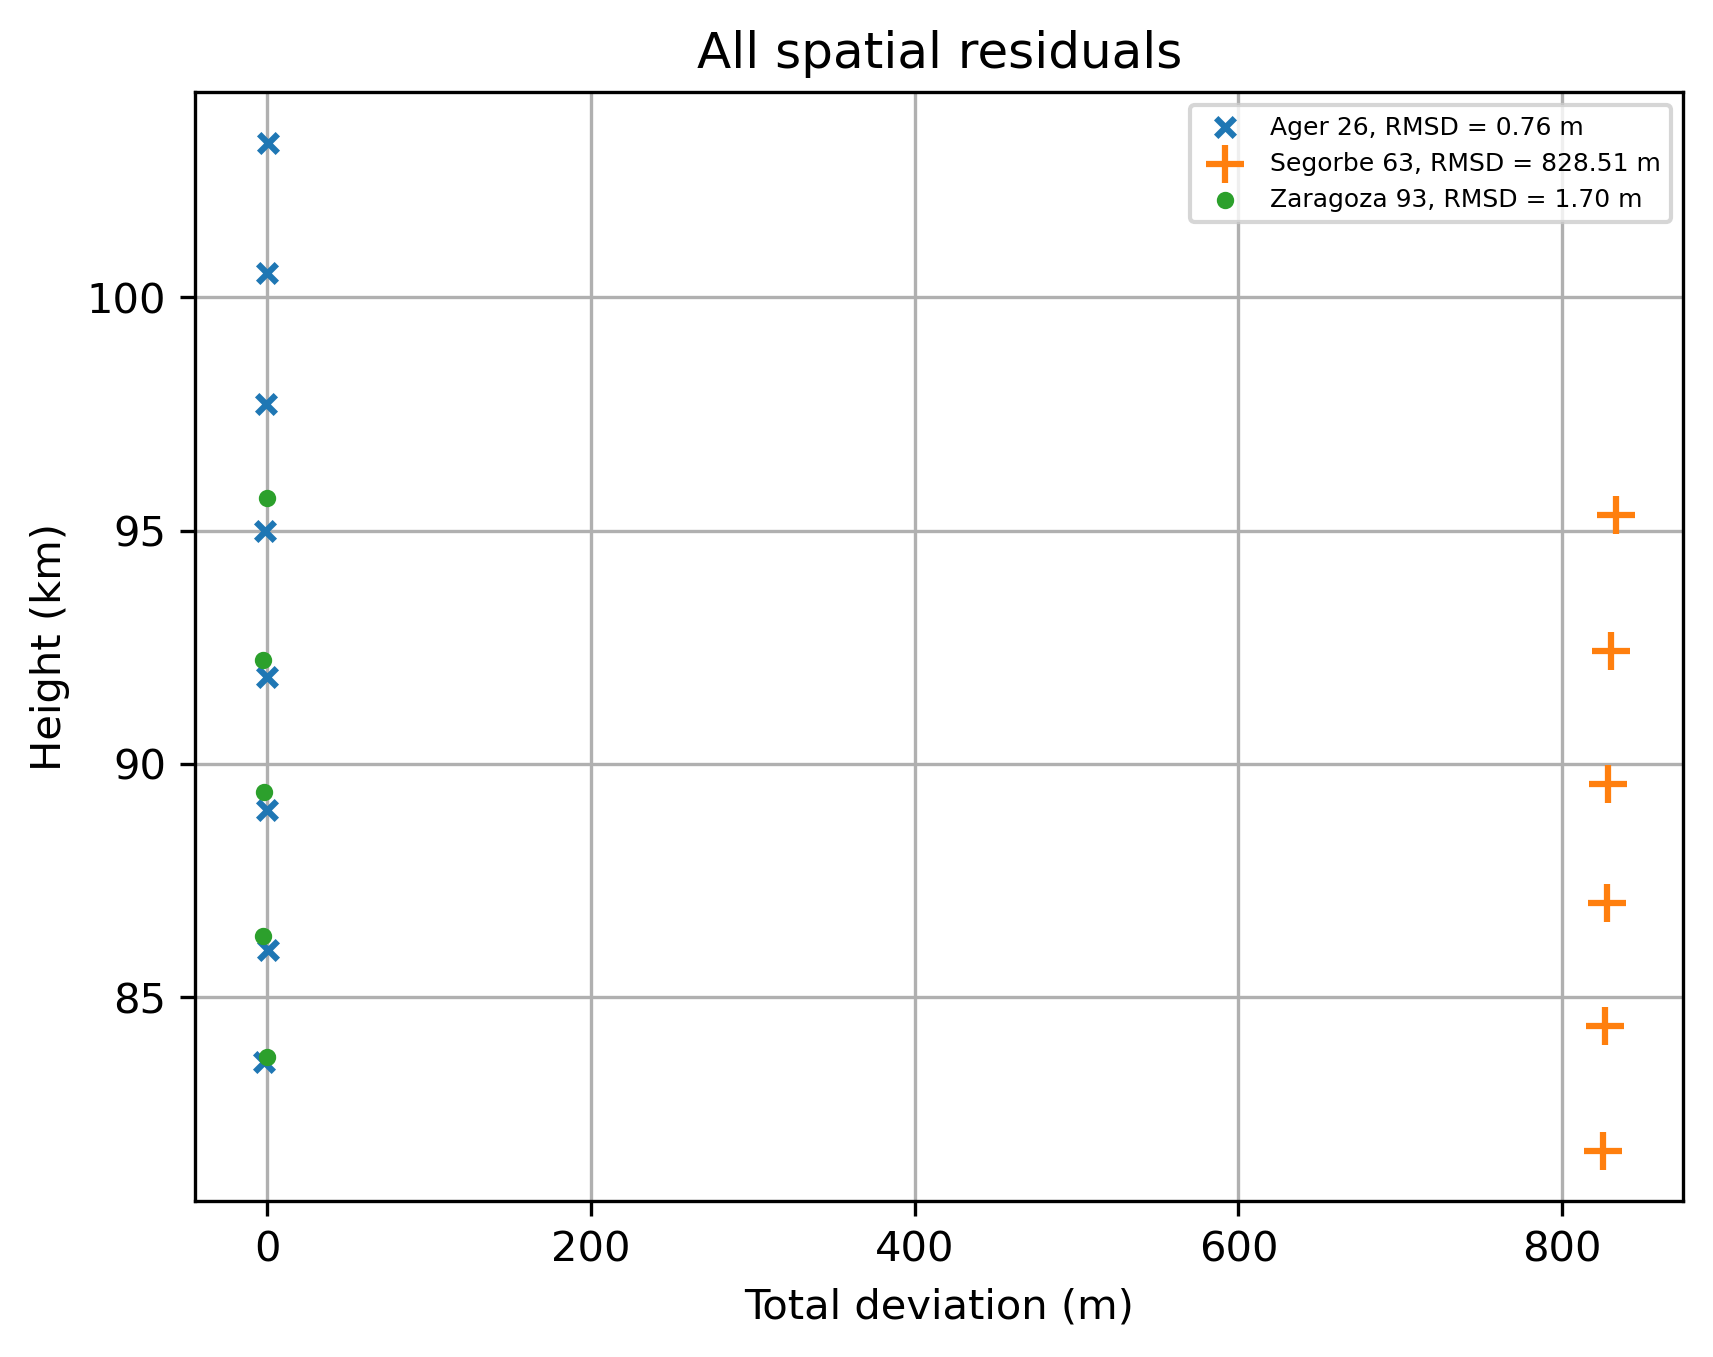 All spatial residuals
Ager 26, RMSD = 0.76 m
Segorbe 63, RMSD = 828.51 m
Zaragoza 93, RMSD = 1.70 m
Height (km)
100
95
90
85
0 200 400 600 800
Total deviation (m)